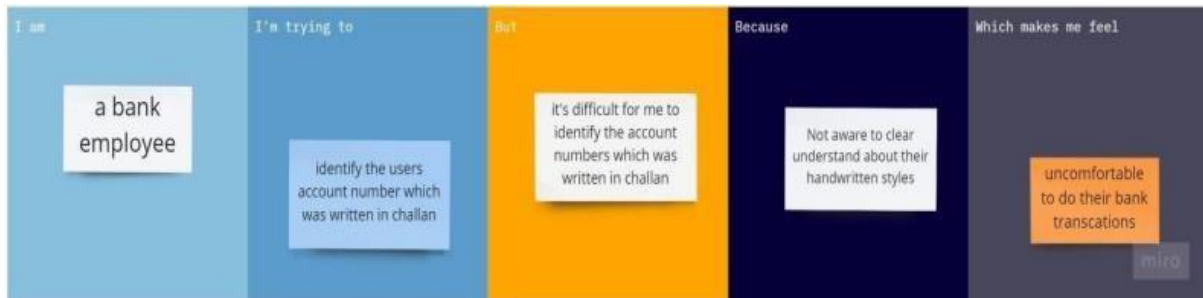 I am
a bank
employee
I'm trying to
identify the users
account number which
was written in challan
But
it's difficult for me to
identify the account
numbers which was
written in challan
Because
Not aware to clear
understand about their
handwritten styles
Which makes me feel
uncomfortable
to do their bank
transcations
miro